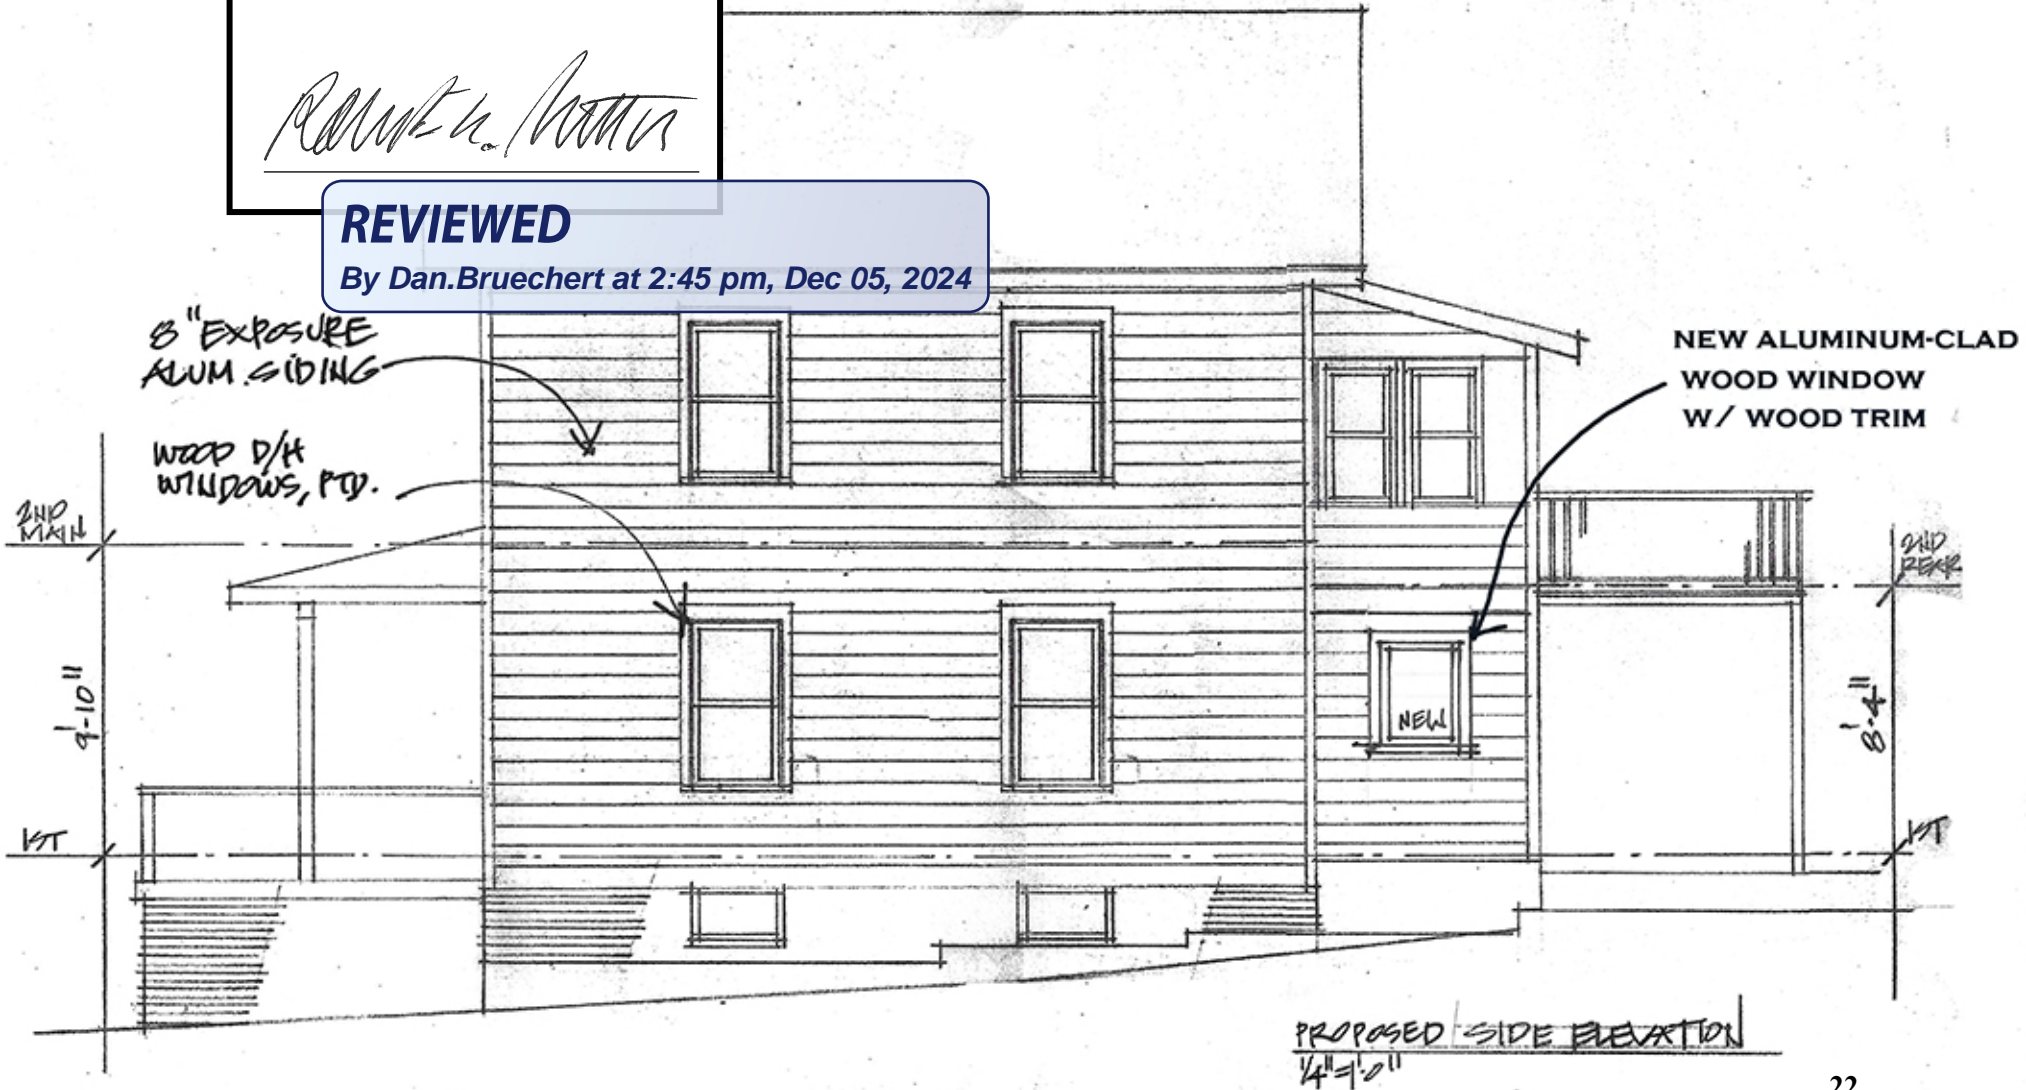 REVIEWED
By Dan.Bruechert at 2:45 pm, Dec 05, 2024
8" EXPOSURE
ALUM. SIDING
WOOD D/H
WINDOWS, PTD.
NEW ALUMINUM-CLAD
WOOD WINDOW
W/ WOOD TRIM
2ND
MAIN
2ND
REAR
9'-10"
NEW
8'-4"
1ST
1ST
PROPOSED SIDE ELEVATION
1/4"=1'-0"
22